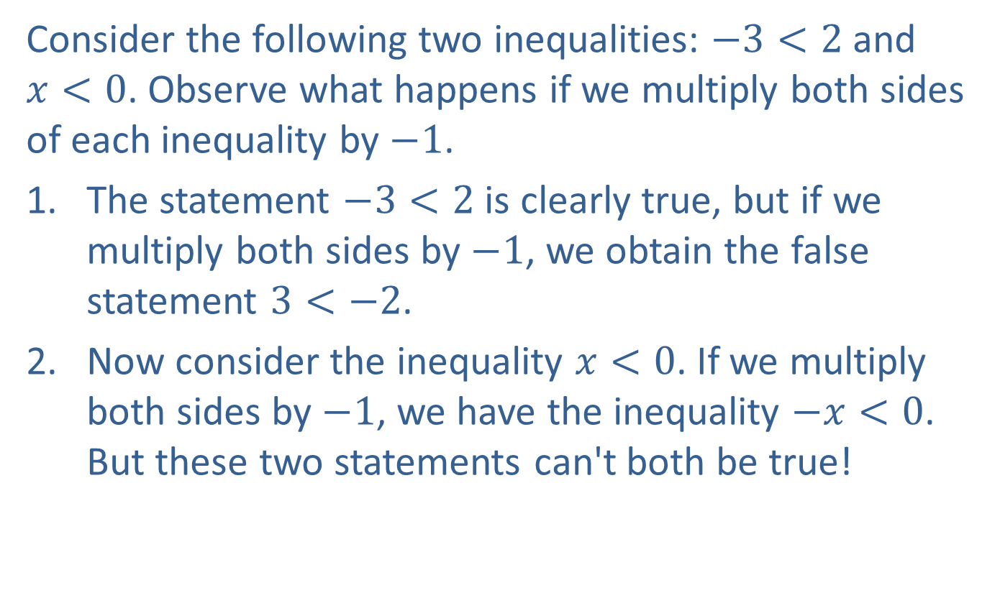 Consider the following two inequalities: −3 < 2 and
x < 0. Observe what happens if we multiply both sides
of each inequality by −1.
1. The statement −3 < 2 is clearly true, but if we
multiply both sides by −1, we obtain the false
statement 3 < −2.
2. Now consider the inequality x < 0. If we multiply
both sides by −1, we have the inequality −x < 0.
But these two statements can't both be true!